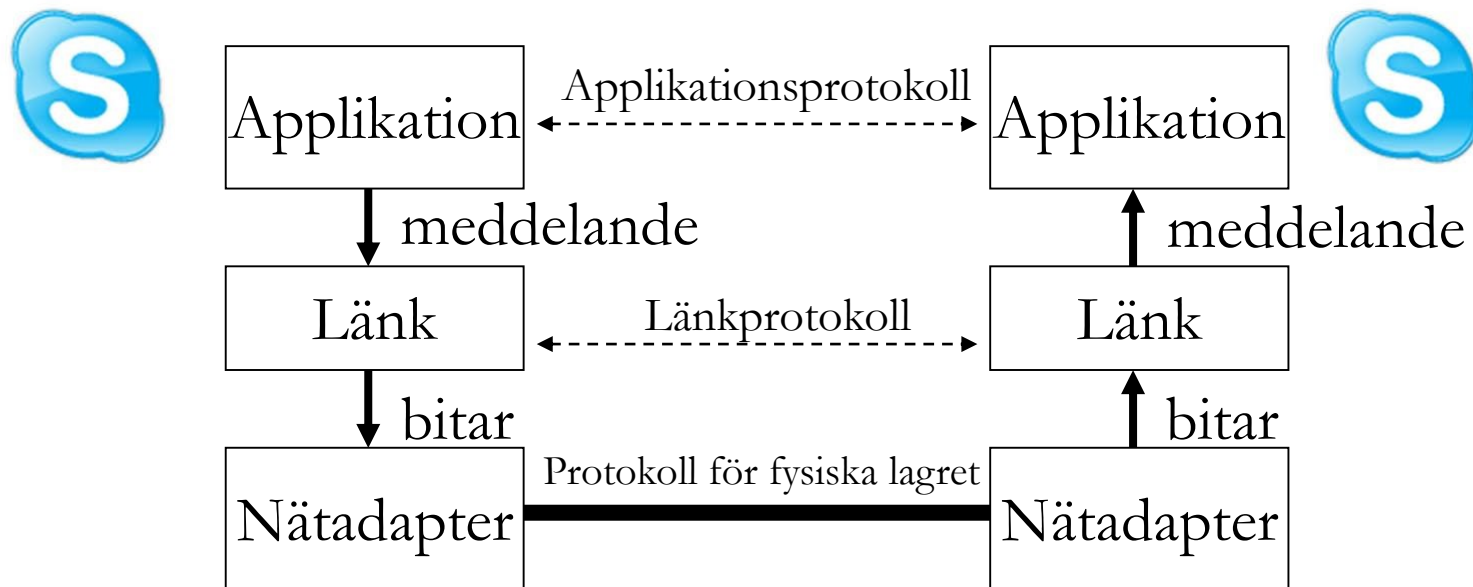 S
S
Applikation
Applikationsprotokoll
Applikation
meddelande
meddelande
Länk
Länkprotokoll
Länk
bitar
bitar
Nätadapter
Protokoll för fysiska lagret
Nätadapter